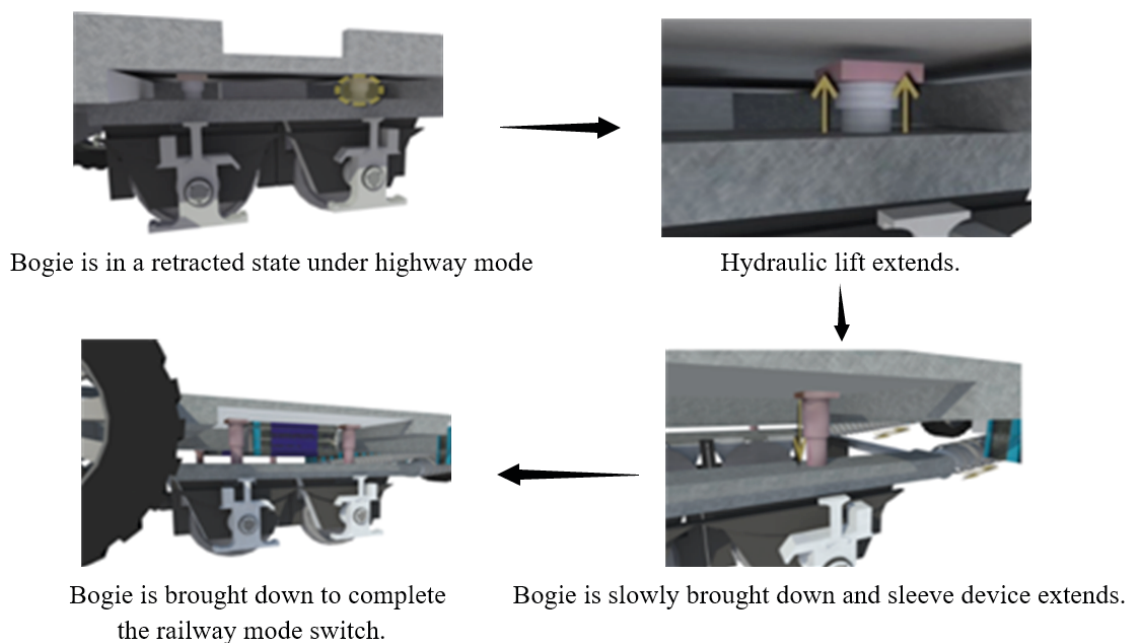 Bogie is in a retracted state under highway mode
Hydraulic lift extends.
Bogie is brought down to complete
the railway mode switch.
Bogie is slowly brought down and sleeve device extends.